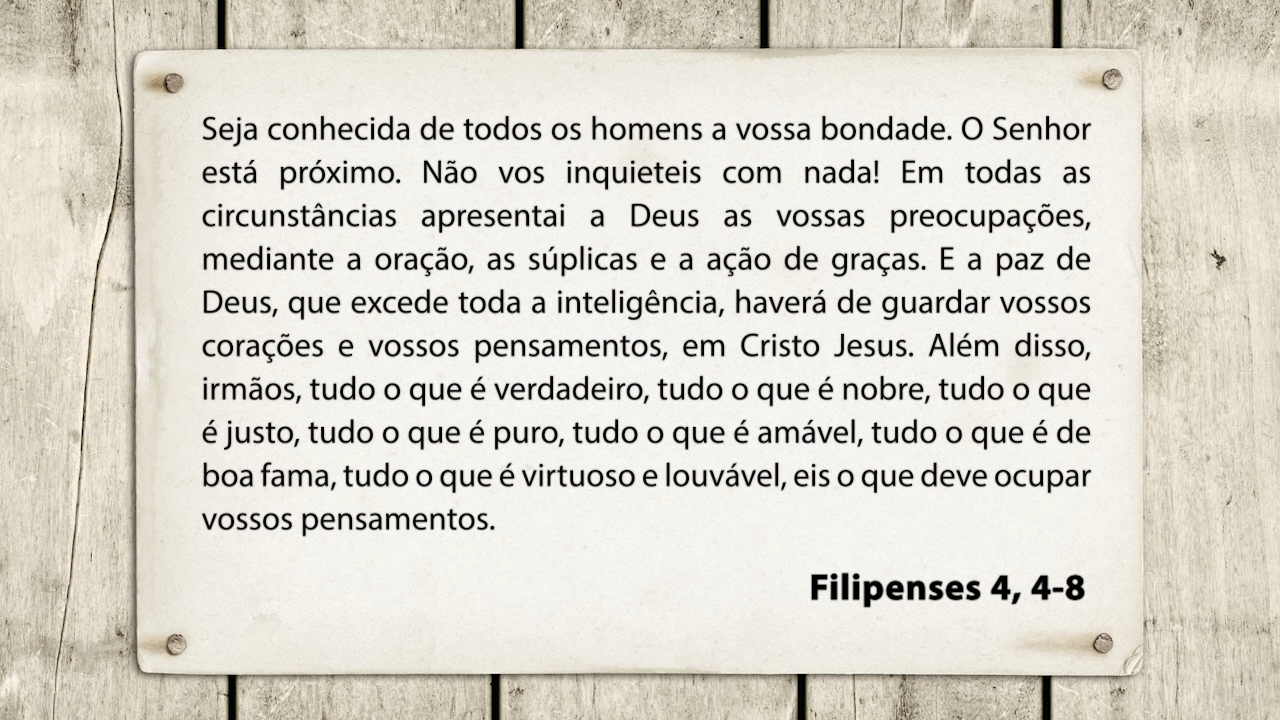 Seja conhecida de todos os homens a vossa bondade. O Senhor
está próximo. Não vos inquieteis com nada! Em todas as
circunstâncias apresentai a Deus as vossas preocupações,
mediante a oração, as súplicas e a ação de graças. E a paz de
Deus, que excede toda a inteligência, haverá de guardar vossos
corações e vossos pensamentos, em Cristo Jesus. Além disso,
irmãos, tudo o que é verdadeiro, tudo o que é nobre, tudo o que
é justo, tudo o que é puro, tudo o que é amável, tudo o que é de
boa fama, tudo o que é virtuoso e louvável, eis o que deve ocupar
vossos pensamentos.
Filipenses 4, 4-8